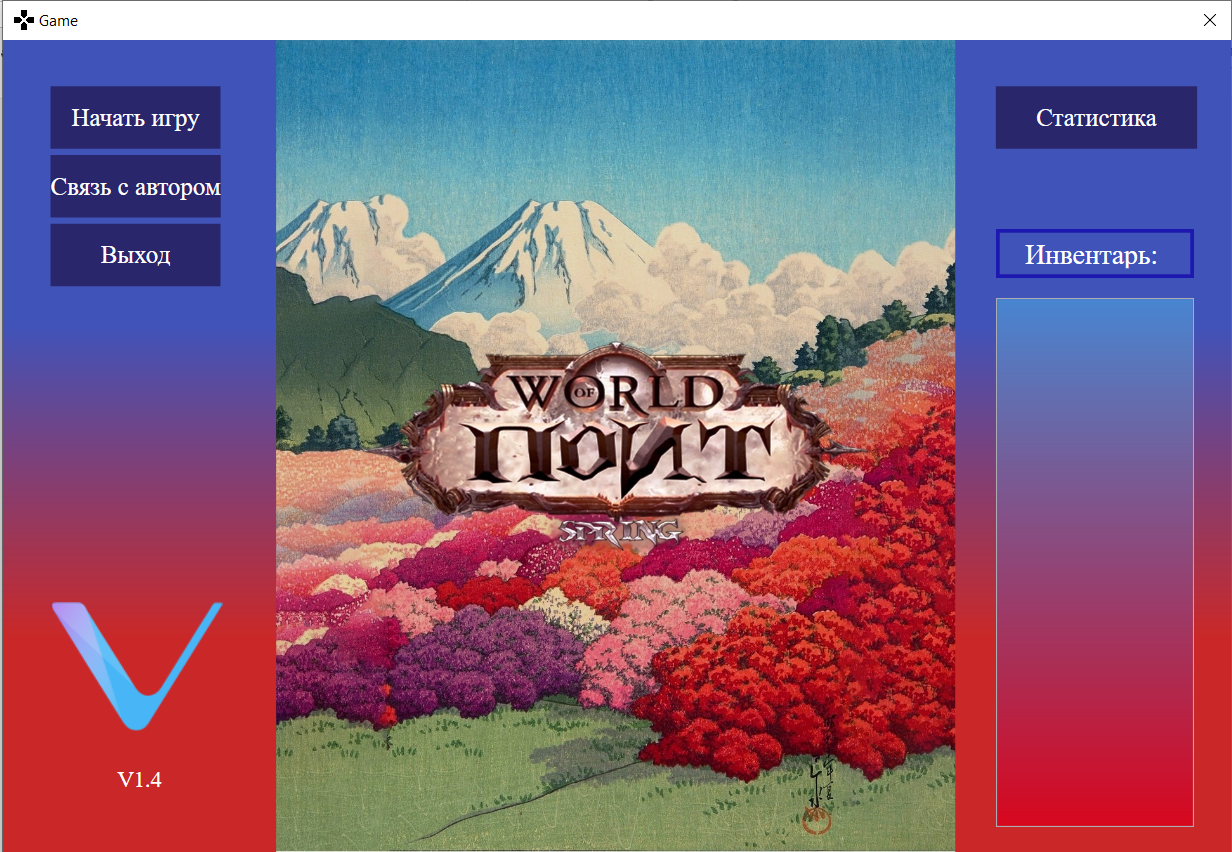 Game
Начать игру
Связь с автором
Выход
Статистика
Инвентарь:
WORLD
OF
ПОИТ
SPRING
V1.4